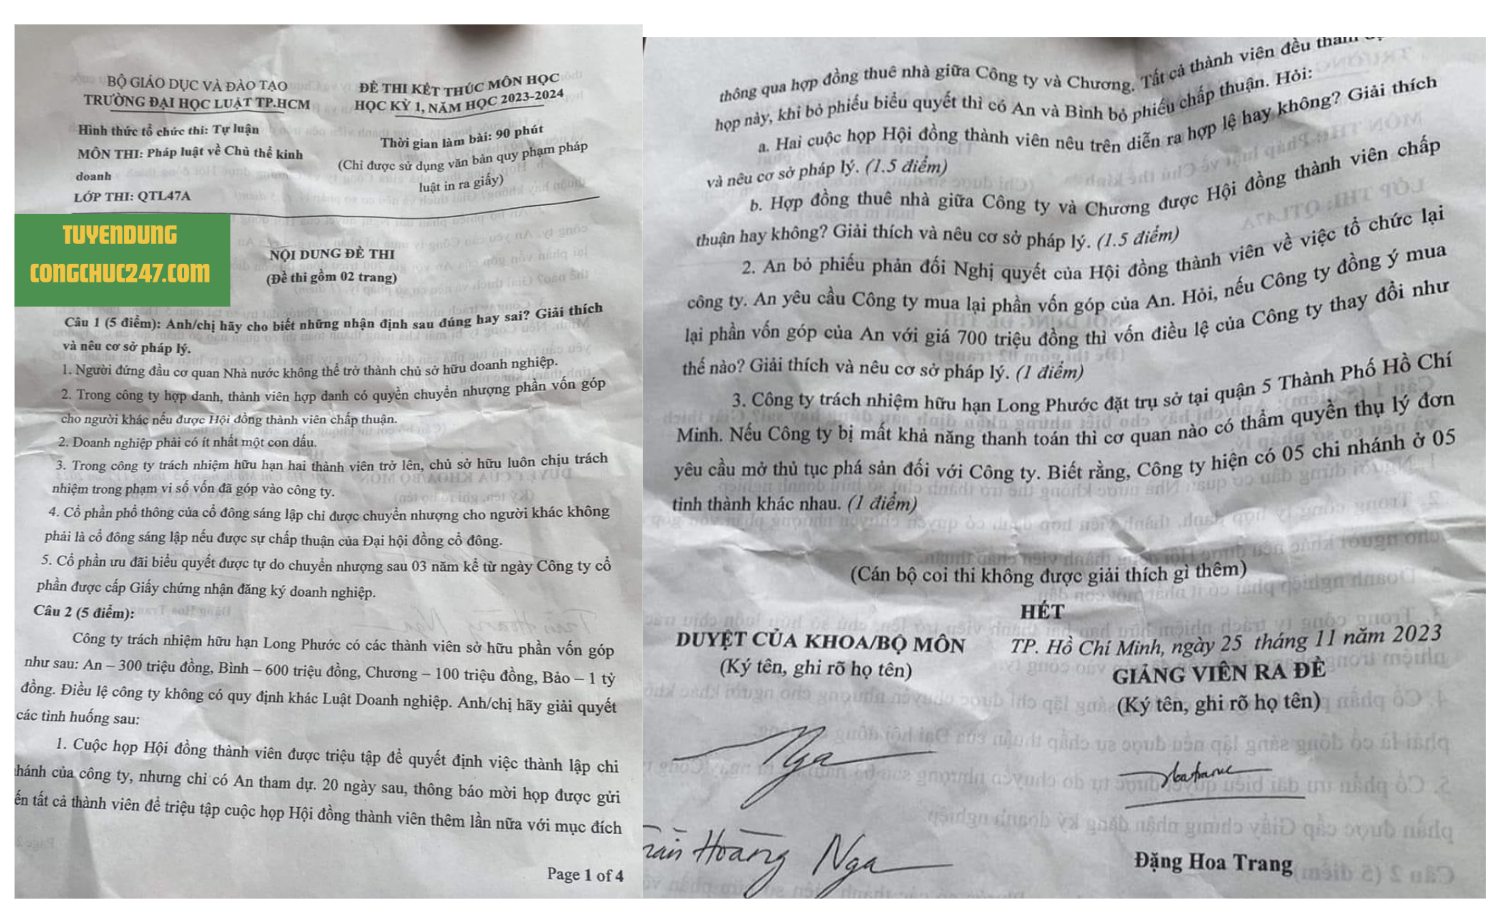 BỘ GIÁO DỤC VÀ ĐÀO TẠO
TRƯỜNG ĐẠI HỌC LUẬT TP.HCM
ĐỀ THI KẾT THÚC MÔN HỌC
HỌC KỲ 1, NĂM HỌC 2023-2024
Hình thức tổ chức thi: Tự luận
MÔN THI: Pháp luật về Chủ thể kinh
doanh
LỚP THI: QTL47A
Thời gian làm bài: 90 phút
(Chỉ được sử dụng văn bản quy phạm pháp
luật in ra giấy)
TUYENDUNG
CONGCHUC247.COM
NỘI DUNG ĐỀ THI
(Đề thi gồm 02 trang)
Câu 1 (5 điểm): Anh/chị hãy cho biết những nhận định sau đúng hay sai? Giải thích
và nêu cơ sở pháp lý.
1. Người đứng đầu cơ quan Nhà nước không thể trở thành chủ sở hữu doanh nghiệp.
2. Trong công ty hợp danh, thành viên hợp danh có quyền chuyển nhượng phần vốn góp
cho người khác nếu được Hội đồng thành viên chấp thuận.
2. Doanh nghiệp phải có ít nhất một con dấu.
3. Trong công ty trách nhiệm hữu hạn hai thành viên trở lên, chủ sở hữu luôn chịu trách
nhiệm trong phạm vi số vốn đã góp vào công ty.
4. Cổ phần phổ thông của cổ đông sáng lập chỉ được chuyển nhượng cho người khác không
phải là cổ đông sáng lập nếu được sự chấp thuận của Đại hội đồng cổ đông.
5. Cổ phần ưu đãi biểu quyết được tự do chuyển nhượng sau 03 năm kể từ ngày Công ty cổ
phần được cấp Giấy chứng nhận đăng ký doanh nghiệp.
Câu 2 (5 điểm):
Công ty trách nhiệm hữu hạn Long Phước có các thành viên sở hữu phần vốn góp
như sau: An – 300 triệu đồng, Bình – 600 triệu đồng, Chương – 100 triệu đồng, Bảo – 1 tỷ
đồng. Điều lệ công ty không có quy định khác Luật Doanh nghiệp. Anh/chị hãy giải quyết
các tình huống sau:
1. Cuộc họp Hội đồng thành viên được triệu tập để quyết định việc thành lập chi
hánh của công ty, nhưng chỉ có An tham dự. 20 ngày sau, thông báo mời họp được gửi
ến tất cả thành viên để triệu tập cuộc họp Hội đồng thành viên thêm lần nữa với mục đích
Page 1 of 4
thông qua hợp đồng thuê nhà giữa Công ty và Chương. Tất cả thành viên đều tham
họp này, khi bỏ phiếu biểu quyết thì có An và Bình bỏ phiếu chấp thuận. Hỏi:
a. Hai cuộc họp Hội đồng thành viên nêu trên diễn ra hợp lệ hay không? Giải thích
và nêu cơ sở pháp lý. (1.5 điểm)
b. Hợp đồng thuê nhà giữa Công ty và Chương được Hội đồng thành viên chấp
thuận hay không? Giải thích và nêu cơ sở pháp lý. (1.5 điểm)
2. An bỏ phiếu phản đối Nghị quyết của Hội đồng thành viên về việc tổ chức lại
công ty. An yêu cầu Công ty mua lại phần vốn góp của An. Hỏi, nếu Công ty đồng ý mua
lại phần vốn góp của An với giá 700 triệu đồng thì vốn điều lệ của Công ty thay đổi như
thế nào? Giải thích và nêu cơ sở pháp lý. (1 điểm)
3. Công ty trách nhiệm hữu hạn Long Phước đặt trụ sở tại quận 5 Thành Phố Hồ Chí
Minh. Nếu Công ty bị mất khả năng thanh toán thì cơ quan nào có thẩm quyền thụ lý đơn
yêu cầu mở thủ tục phá sản đối với Công ty. Biết rằng, Công ty hiện có 05 chi nhánh ở 05
tỉnh thành khác nhau. (1 điểm)
(Cán bộ coi thi không được giải thích gì thêm)
HẾT
DUYỆT CỦA KHOA/BỘ MÔN
(Ký tên, ghi rõ họ tên)
TP. Hồ Chí Minh, ngày 25 tháng 11 năm 2023
GIẢNG VIÊN RA ĐỀ
(Ký tên, ghi rõ họ tên)
Nga
Trần Hoàng Nga
Đặng Hoa Trang